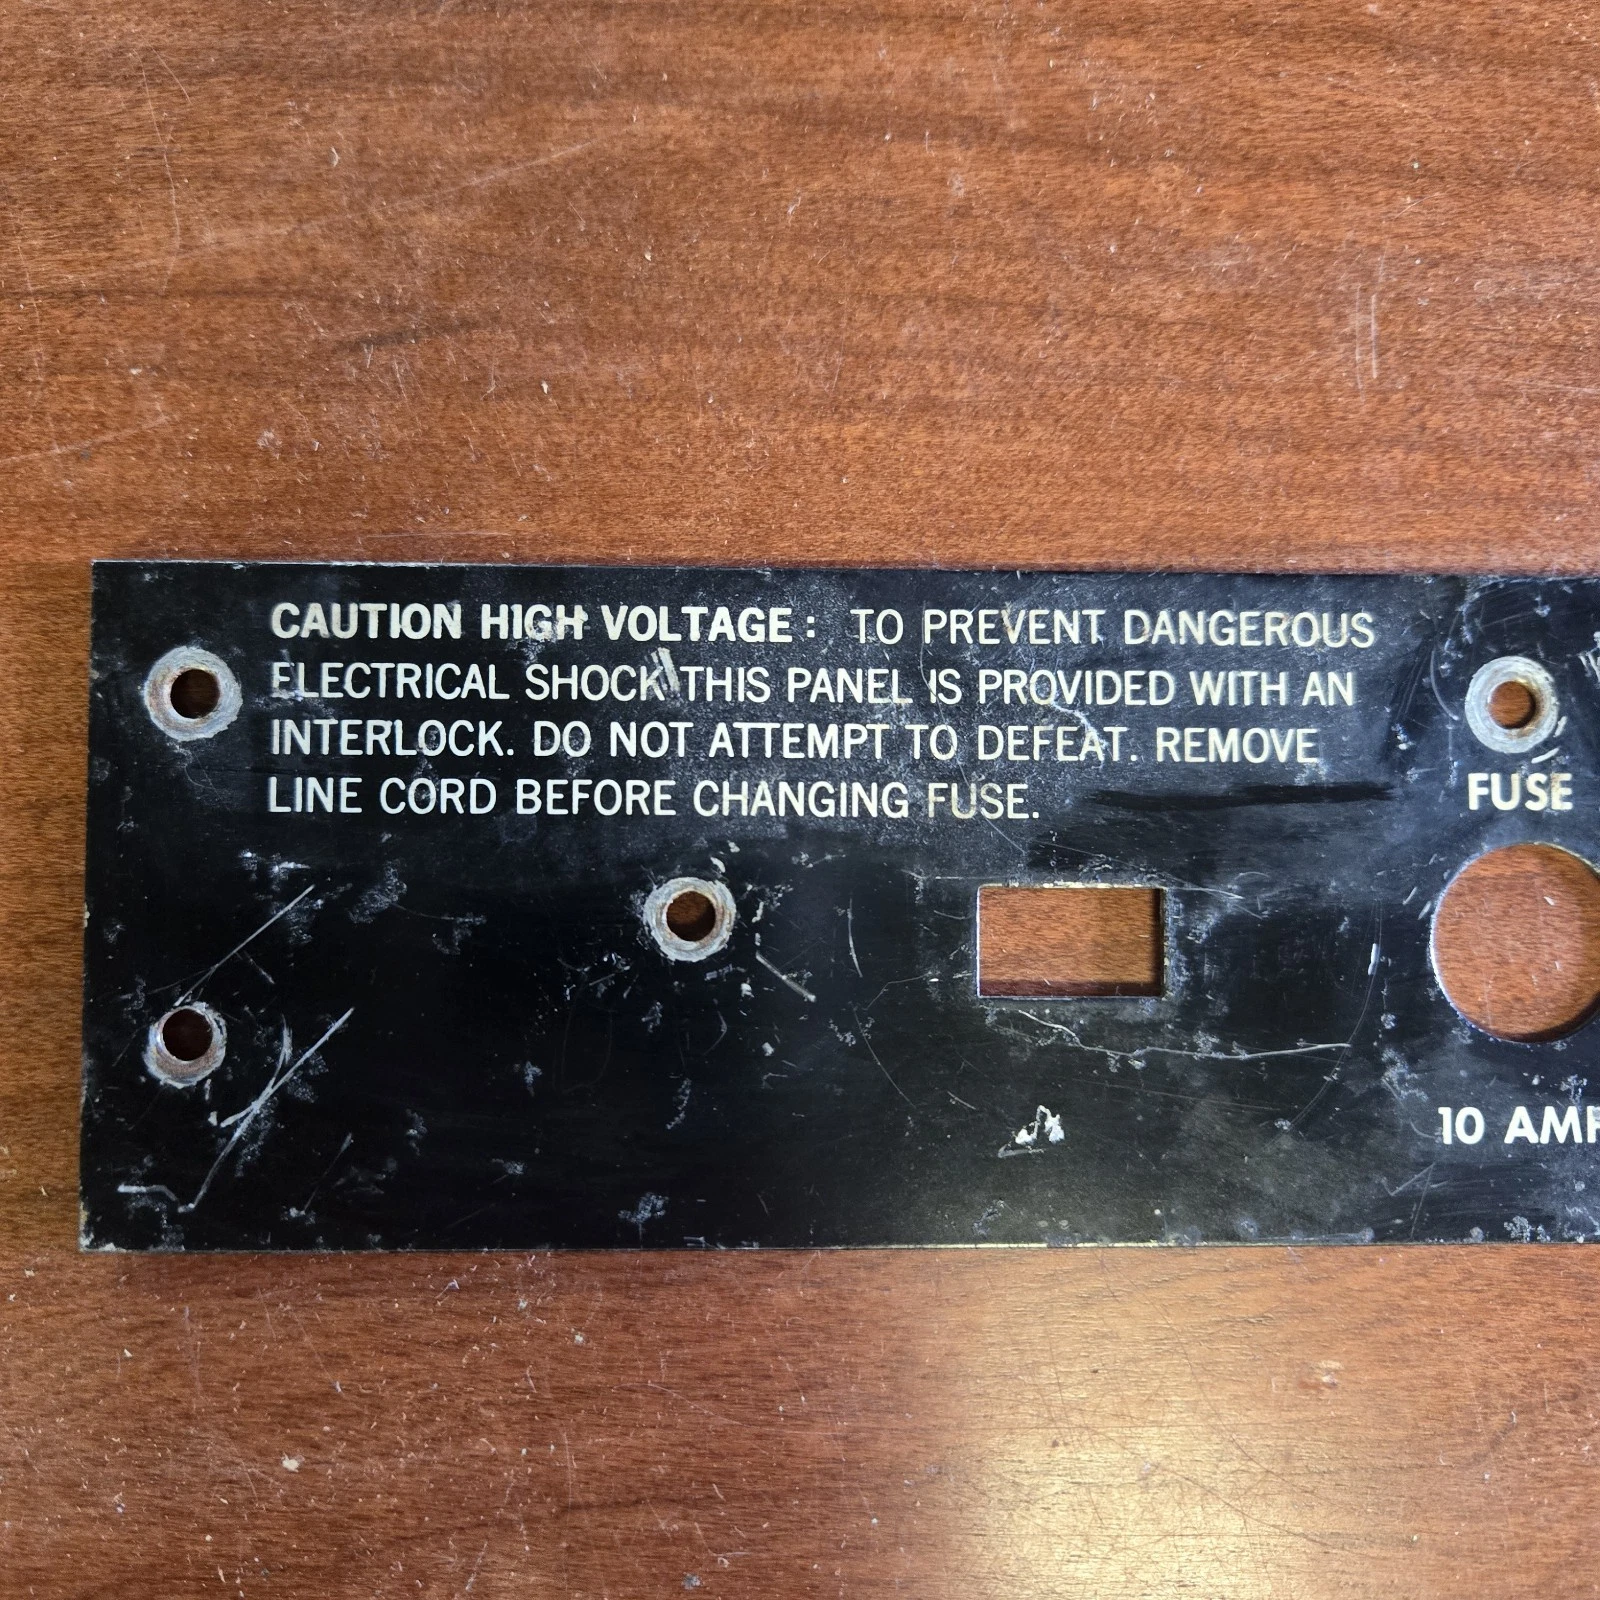 CAUTION HIGH VOLTAGE: TO PREVENT DANGEROUS
ELECTRICAL SHOCK THIS PANEL IS PROVIDED WITH AN
INTERLOCK. DO NOT ATTEMPT TO DEFEAT. REMOVE
LINE CORD BEFORE CHANGING FUSE.
FUSE
10 AMP